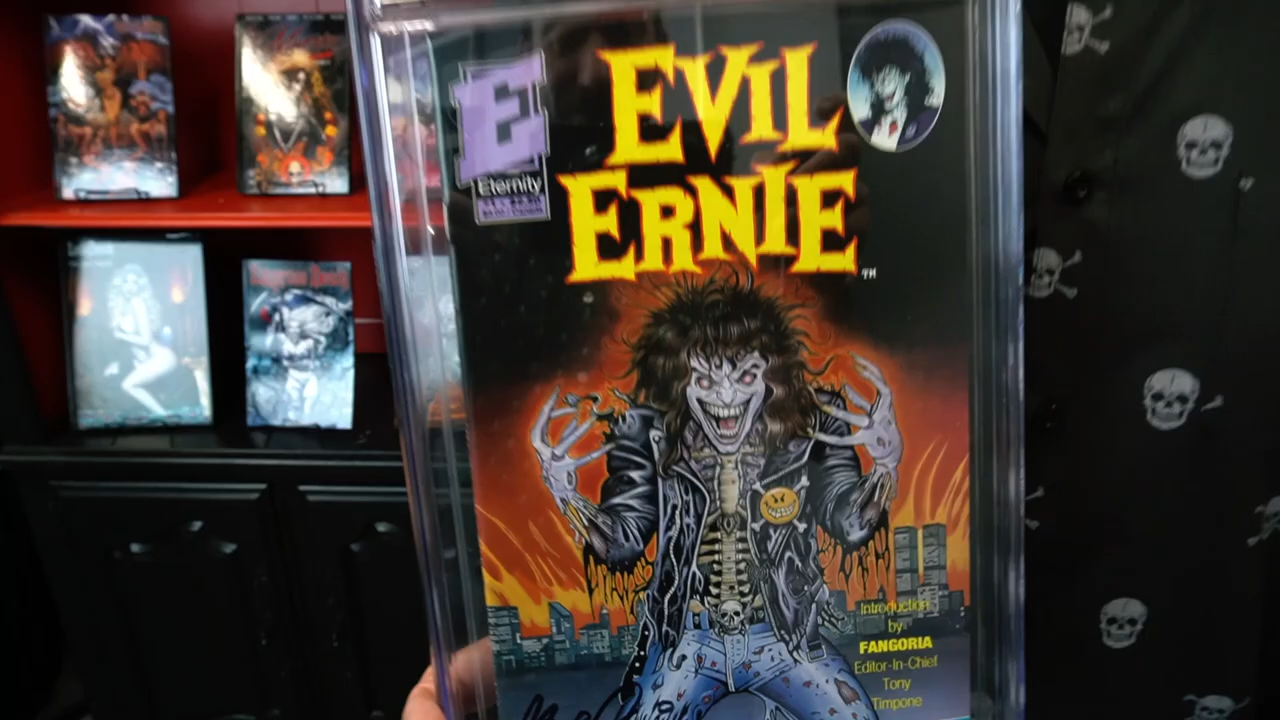 EVIL
ERNIE
TM
E
Eternity
Introduction
by
FANGORIA
Editor-In-Chief
Tony
Timpone